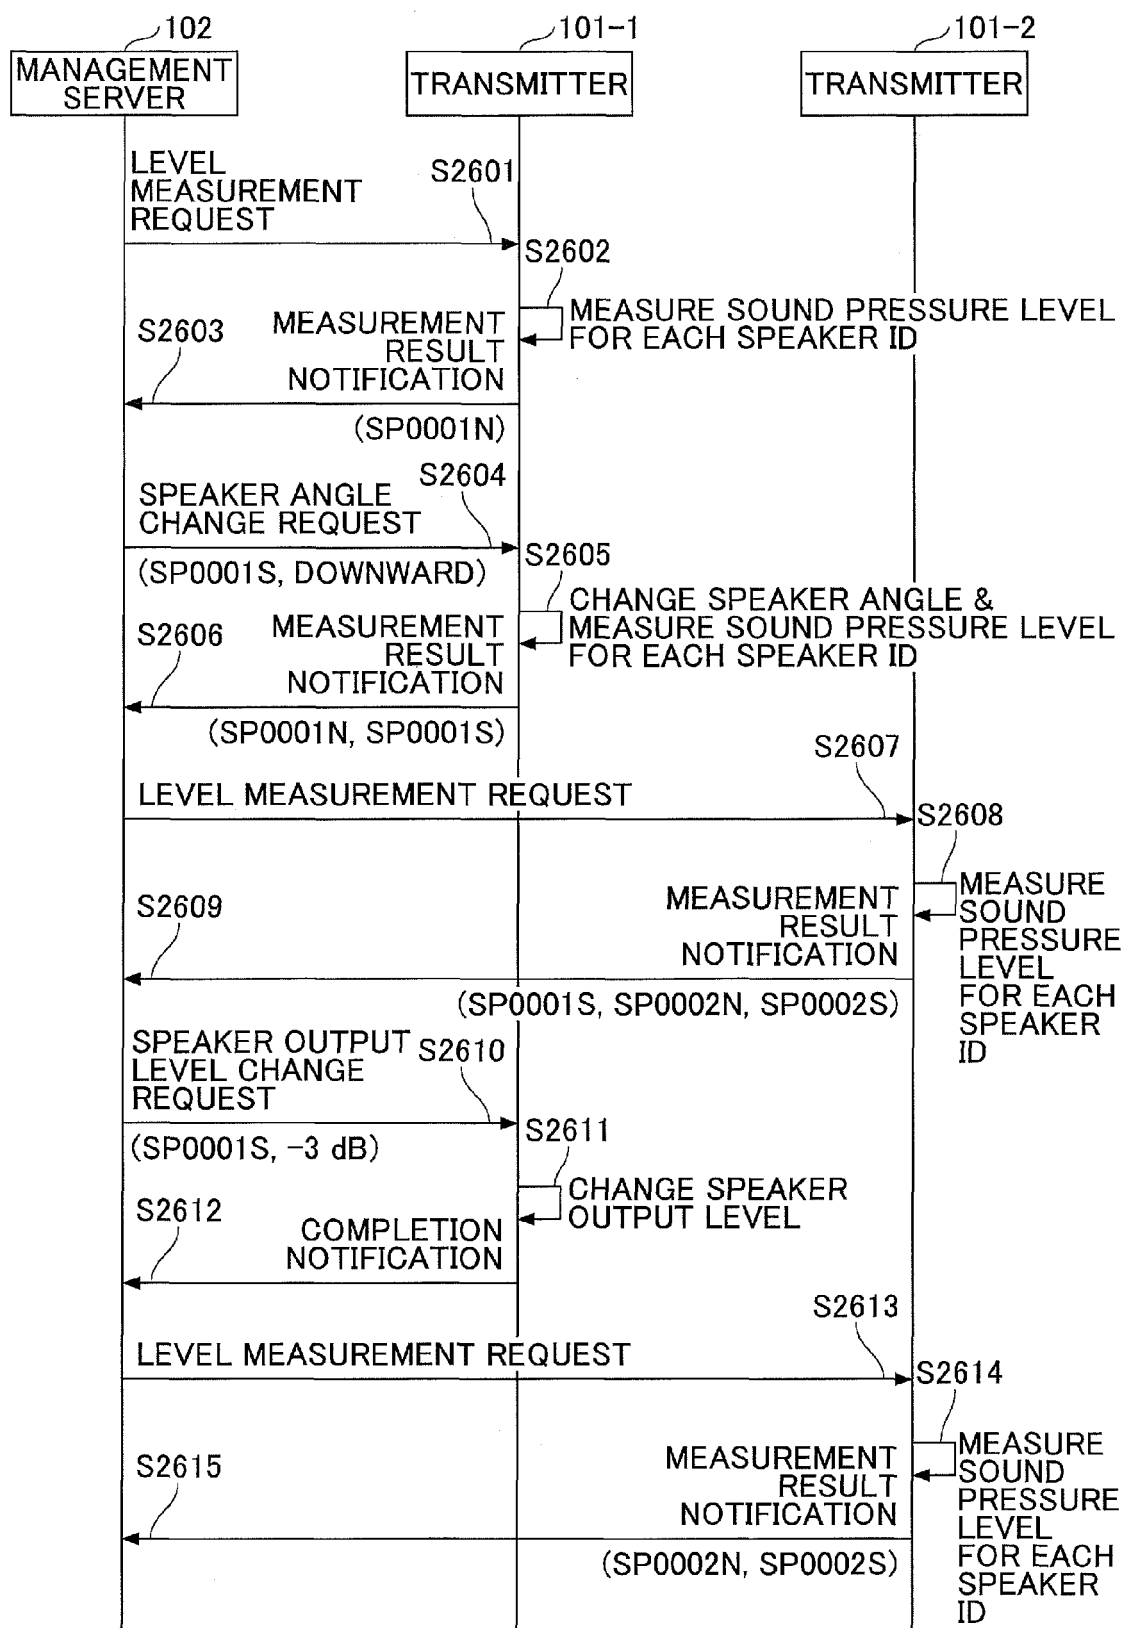 102
101-1
101-2
MANAGEMENT
SERVER
TRANSMITTER
TRANSMITTER
LEVEL
MEASUREMENT
REQUEST
S2601
S2602
MEASURE SOUND PRESSURE LEVEL
FOR EACH SPEAKER ID
S2603
MEASUREMENT
RESULT
NOTIFICATION
(SP0001N)
S2604
SPEAKER ANGLE
CHANGE REQUEST
(SP0001S, DOWNWARD)
S2605
CHANGE SPEAKER ANGLE &
MEASURE SOUND PRESSURE LEVEL
FOR EACH SPEAKER ID
S2606
MEASUREMENT
RESULT
NOTIFICATION
(SP0001N, SP0001S)
S2607
LEVEL MEASUREMENT REQUEST
S2608
MEASURE
SOUND
PRESSURE
LEVEL
FOR EACH
SPEAKER
ID
S2609
MEASUREMENT
RESULT
NOTIFICATION
(SP0001S, SP0002N, SP0002S)
SPEAKER OUTPUT
LEVEL CHANGE
REQUEST
S2610
(SP0001S, -3 dB)
S2611
CHANGE SPEAKER
OUTPUT LEVEL
S2612
COMPLETION
NOTIFICATION
S2613
LEVEL MEASUREMENT REQUEST
S2614
MEASURE
SOUND
PRESSURE
LEVEL
FOR EACH
SPEAKER
ID
S2615
MEASUREMENT
RESULT
NOTIFICATION
(SP0002N, SP0002S)